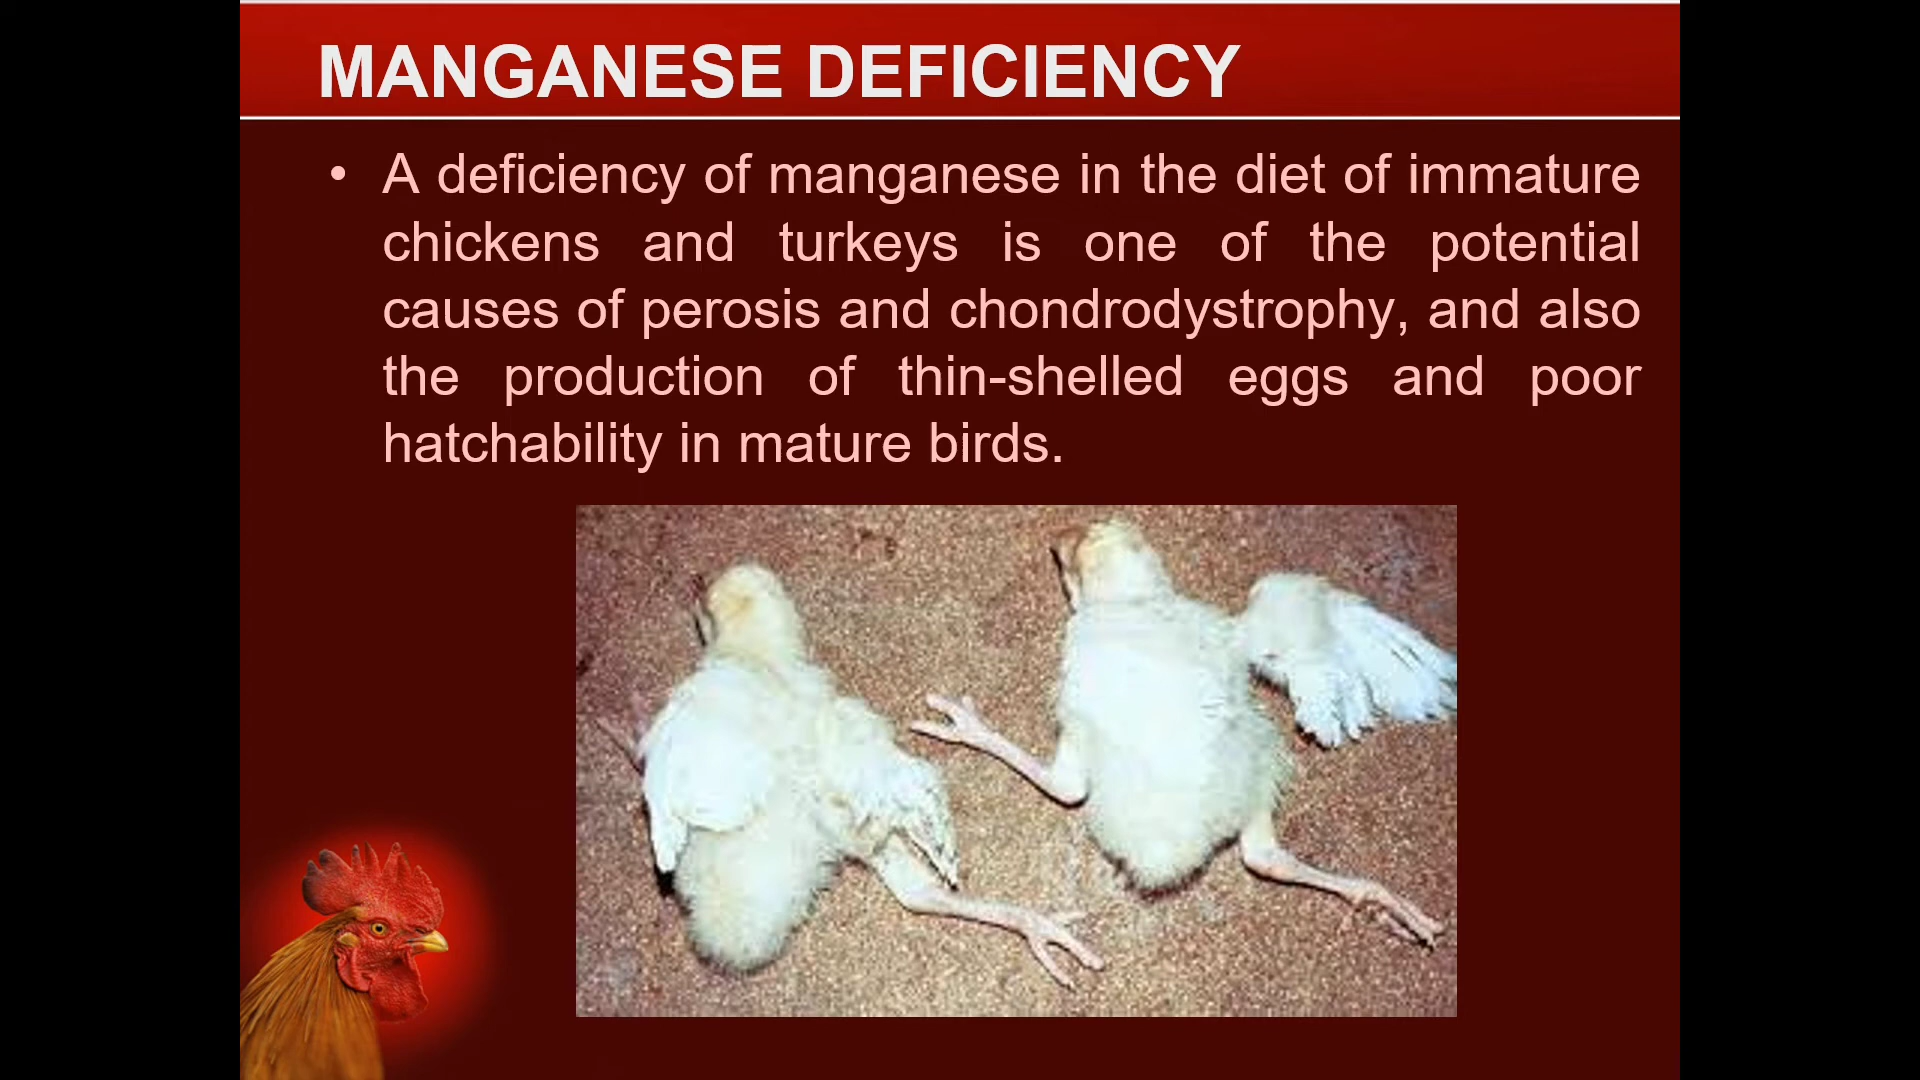 MANGANESE DEFICIENCY
• A deficiency of manganese in the diet of immature
chickens and turkeys is one of the potential
causes of perosis and chondrodystrophy, and also
the production of thin-shelled eggs and poor
hatchability in mature birds.